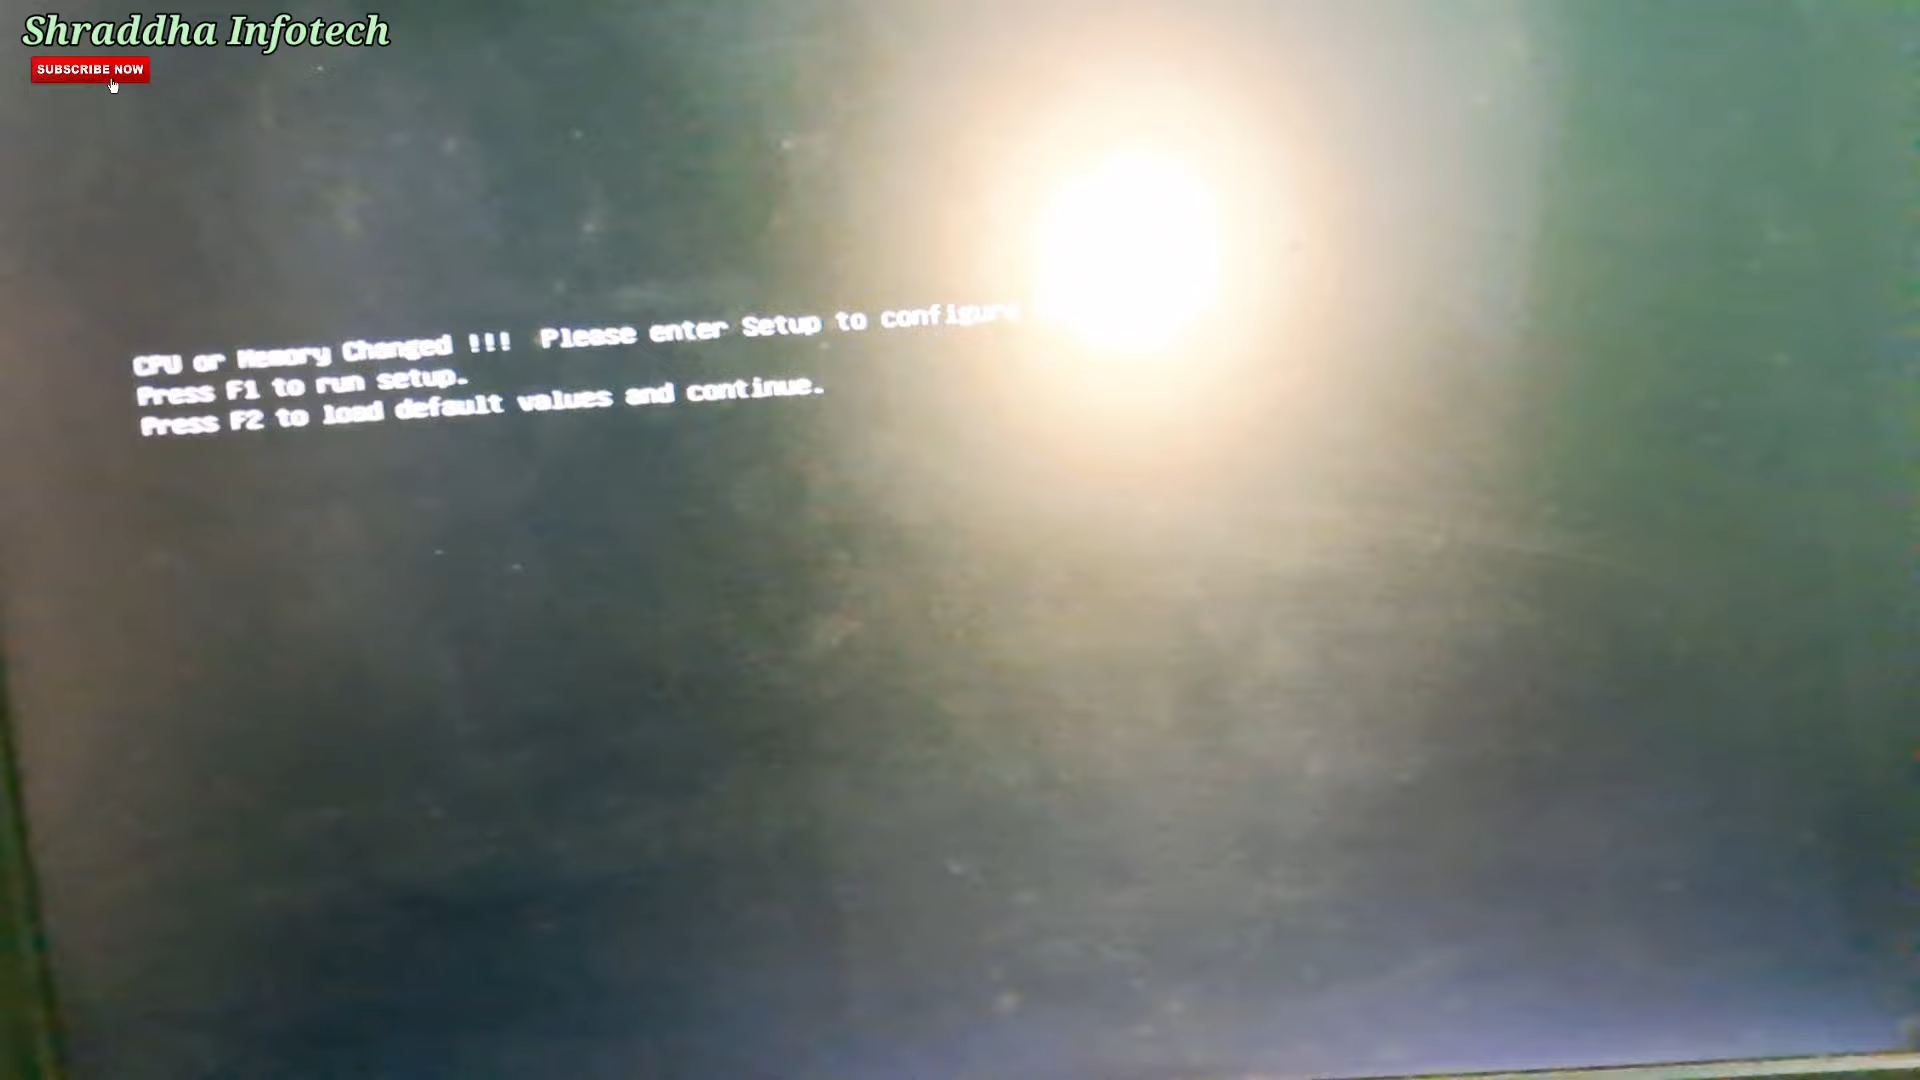 Shraddha Infotech
SUBSCRIBE NOW
CPU or Memory Changed !!! Please enter Setup to configure
Press F1 to run setup.
Press F2 to load default values and continue.